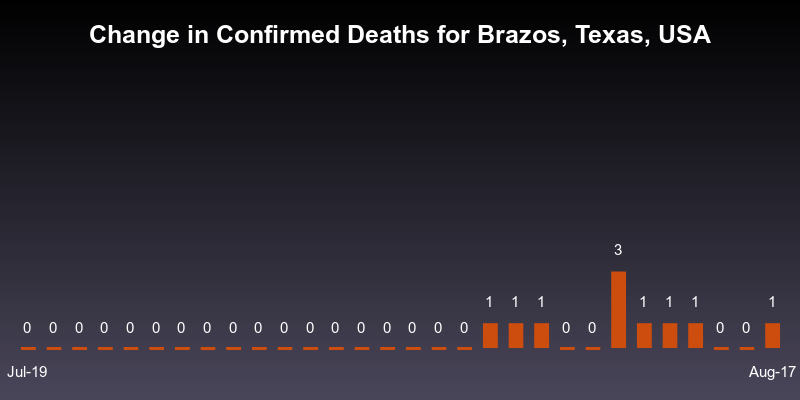 Change in Confirmed Deaths for Brazos, Texas, USA
3
1 1 1 1 1 1 1
0 0 0 0 0 0 0 0 0 0 0 0 0 0 0 0 0 0 0 0 0 0
Jul-19 Aug-17